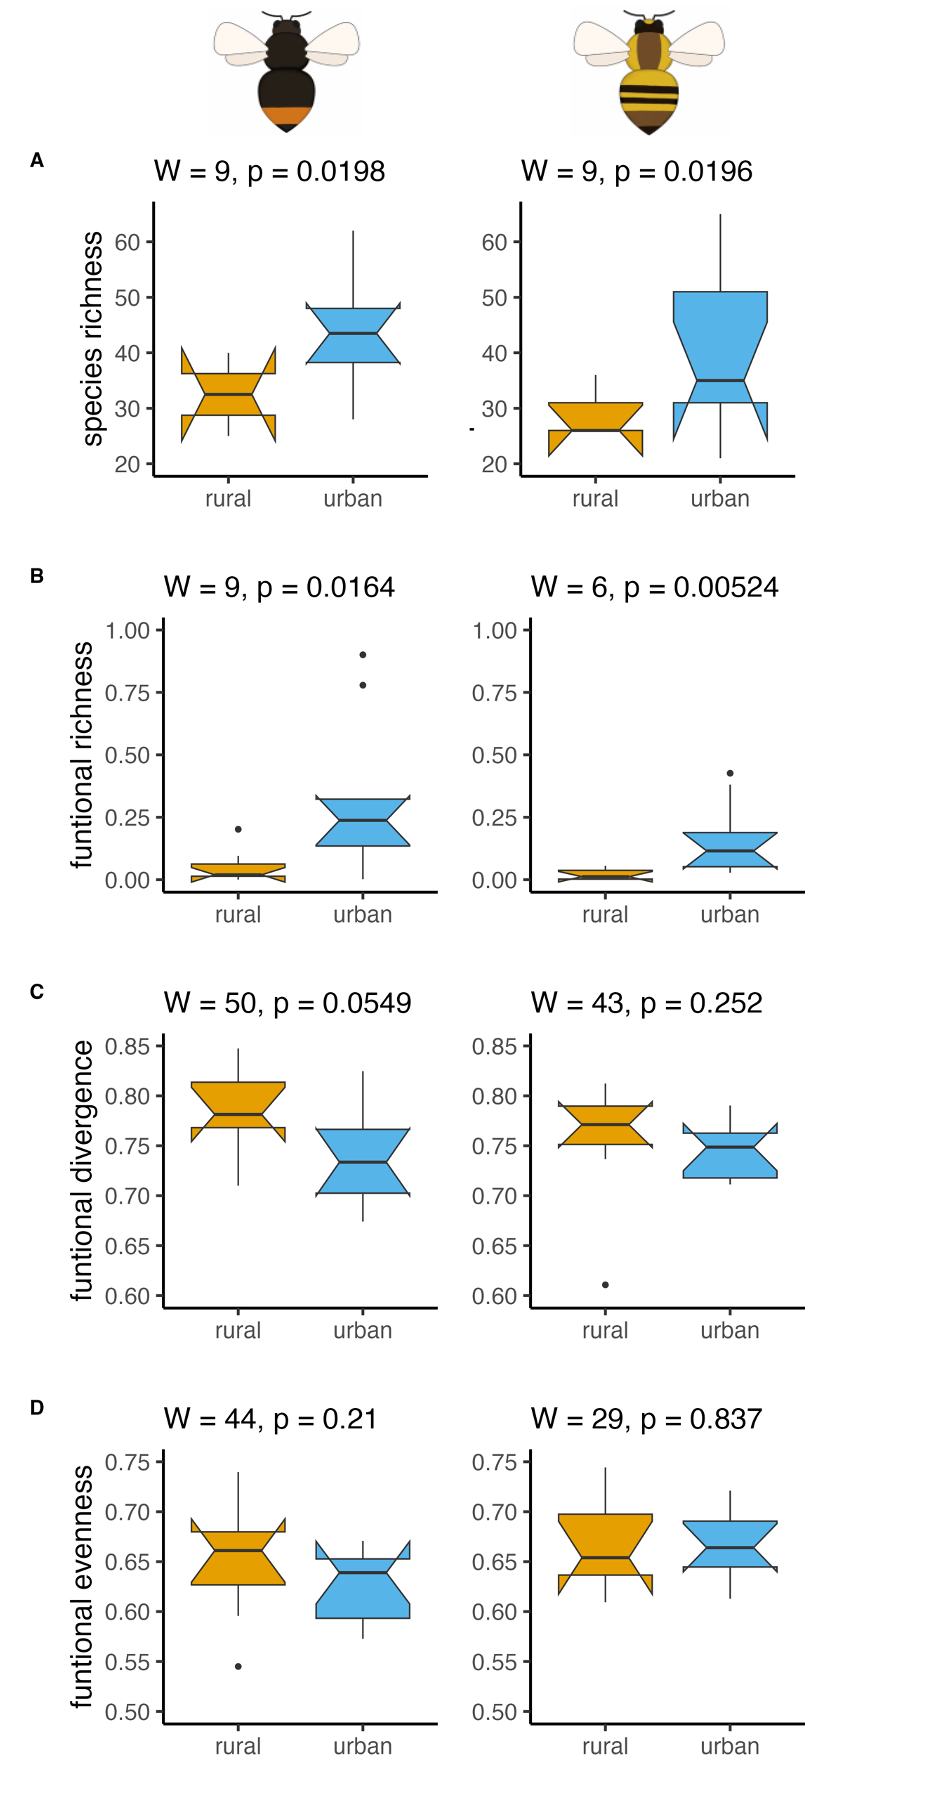 A
W = 9, p = 0.0198
W = 9, p = 0.0196
species richness
60
50
40
30
20
60
50
40
30
20
rural
urban
rural
urban
B
W = 9, p = 0.0164
W = 6, p = 0.00524
funtional richness
1.00
0.75
0.50
0.25
0.00
1.00
0.75
0.50
0.25
0.00
rural
urban
rural
urban
C
W = 50, p = 0.0549
W = 43, p = 0.252
funtional divergence
0.85
0.80
0.75
0.70
0.65
0.60
0.85
0.80
0.75
0.70
0.65
0.60
rural
urban
rural
urban
D
W = 44, p = 0.21
W = 29, p = 0.837
funtional evenness
0.75
0.70
0.65
0.60
0.55
0.50
0.75
0.70
0.65
0.60
0.55
0.50
rural
urban
rural
urban